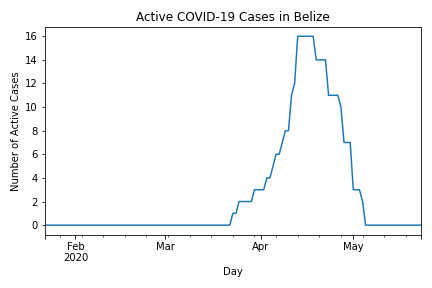 Active COVID-19 Cases in Belize
Number of Active Cases
16
14
12
10
8
6
4
2
0
Feb
2020
Mar
Apr
May
Day